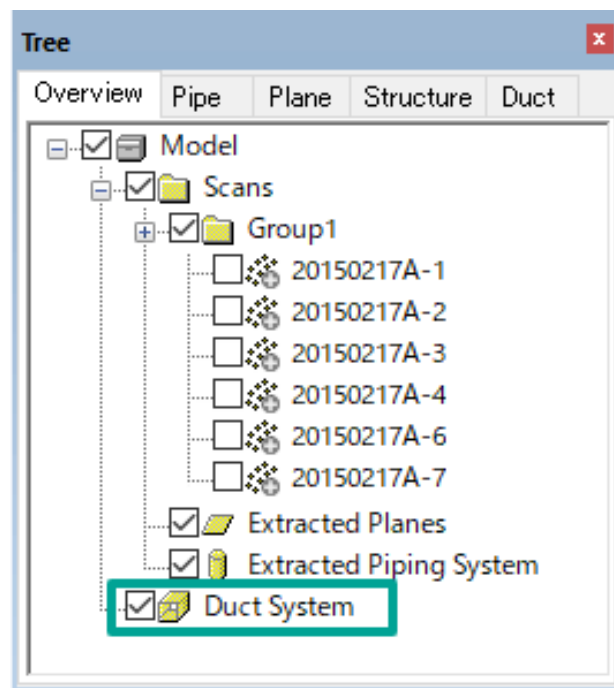 Tree
Overview Pipe Plane Structure Duct
Model
Scans
Group1
20150217A-1
20150217A-2
20150217A-3
20150217A-4
20150217A-6
20150217A-7
Extracted Planes
Extracted Piping System
Duct System